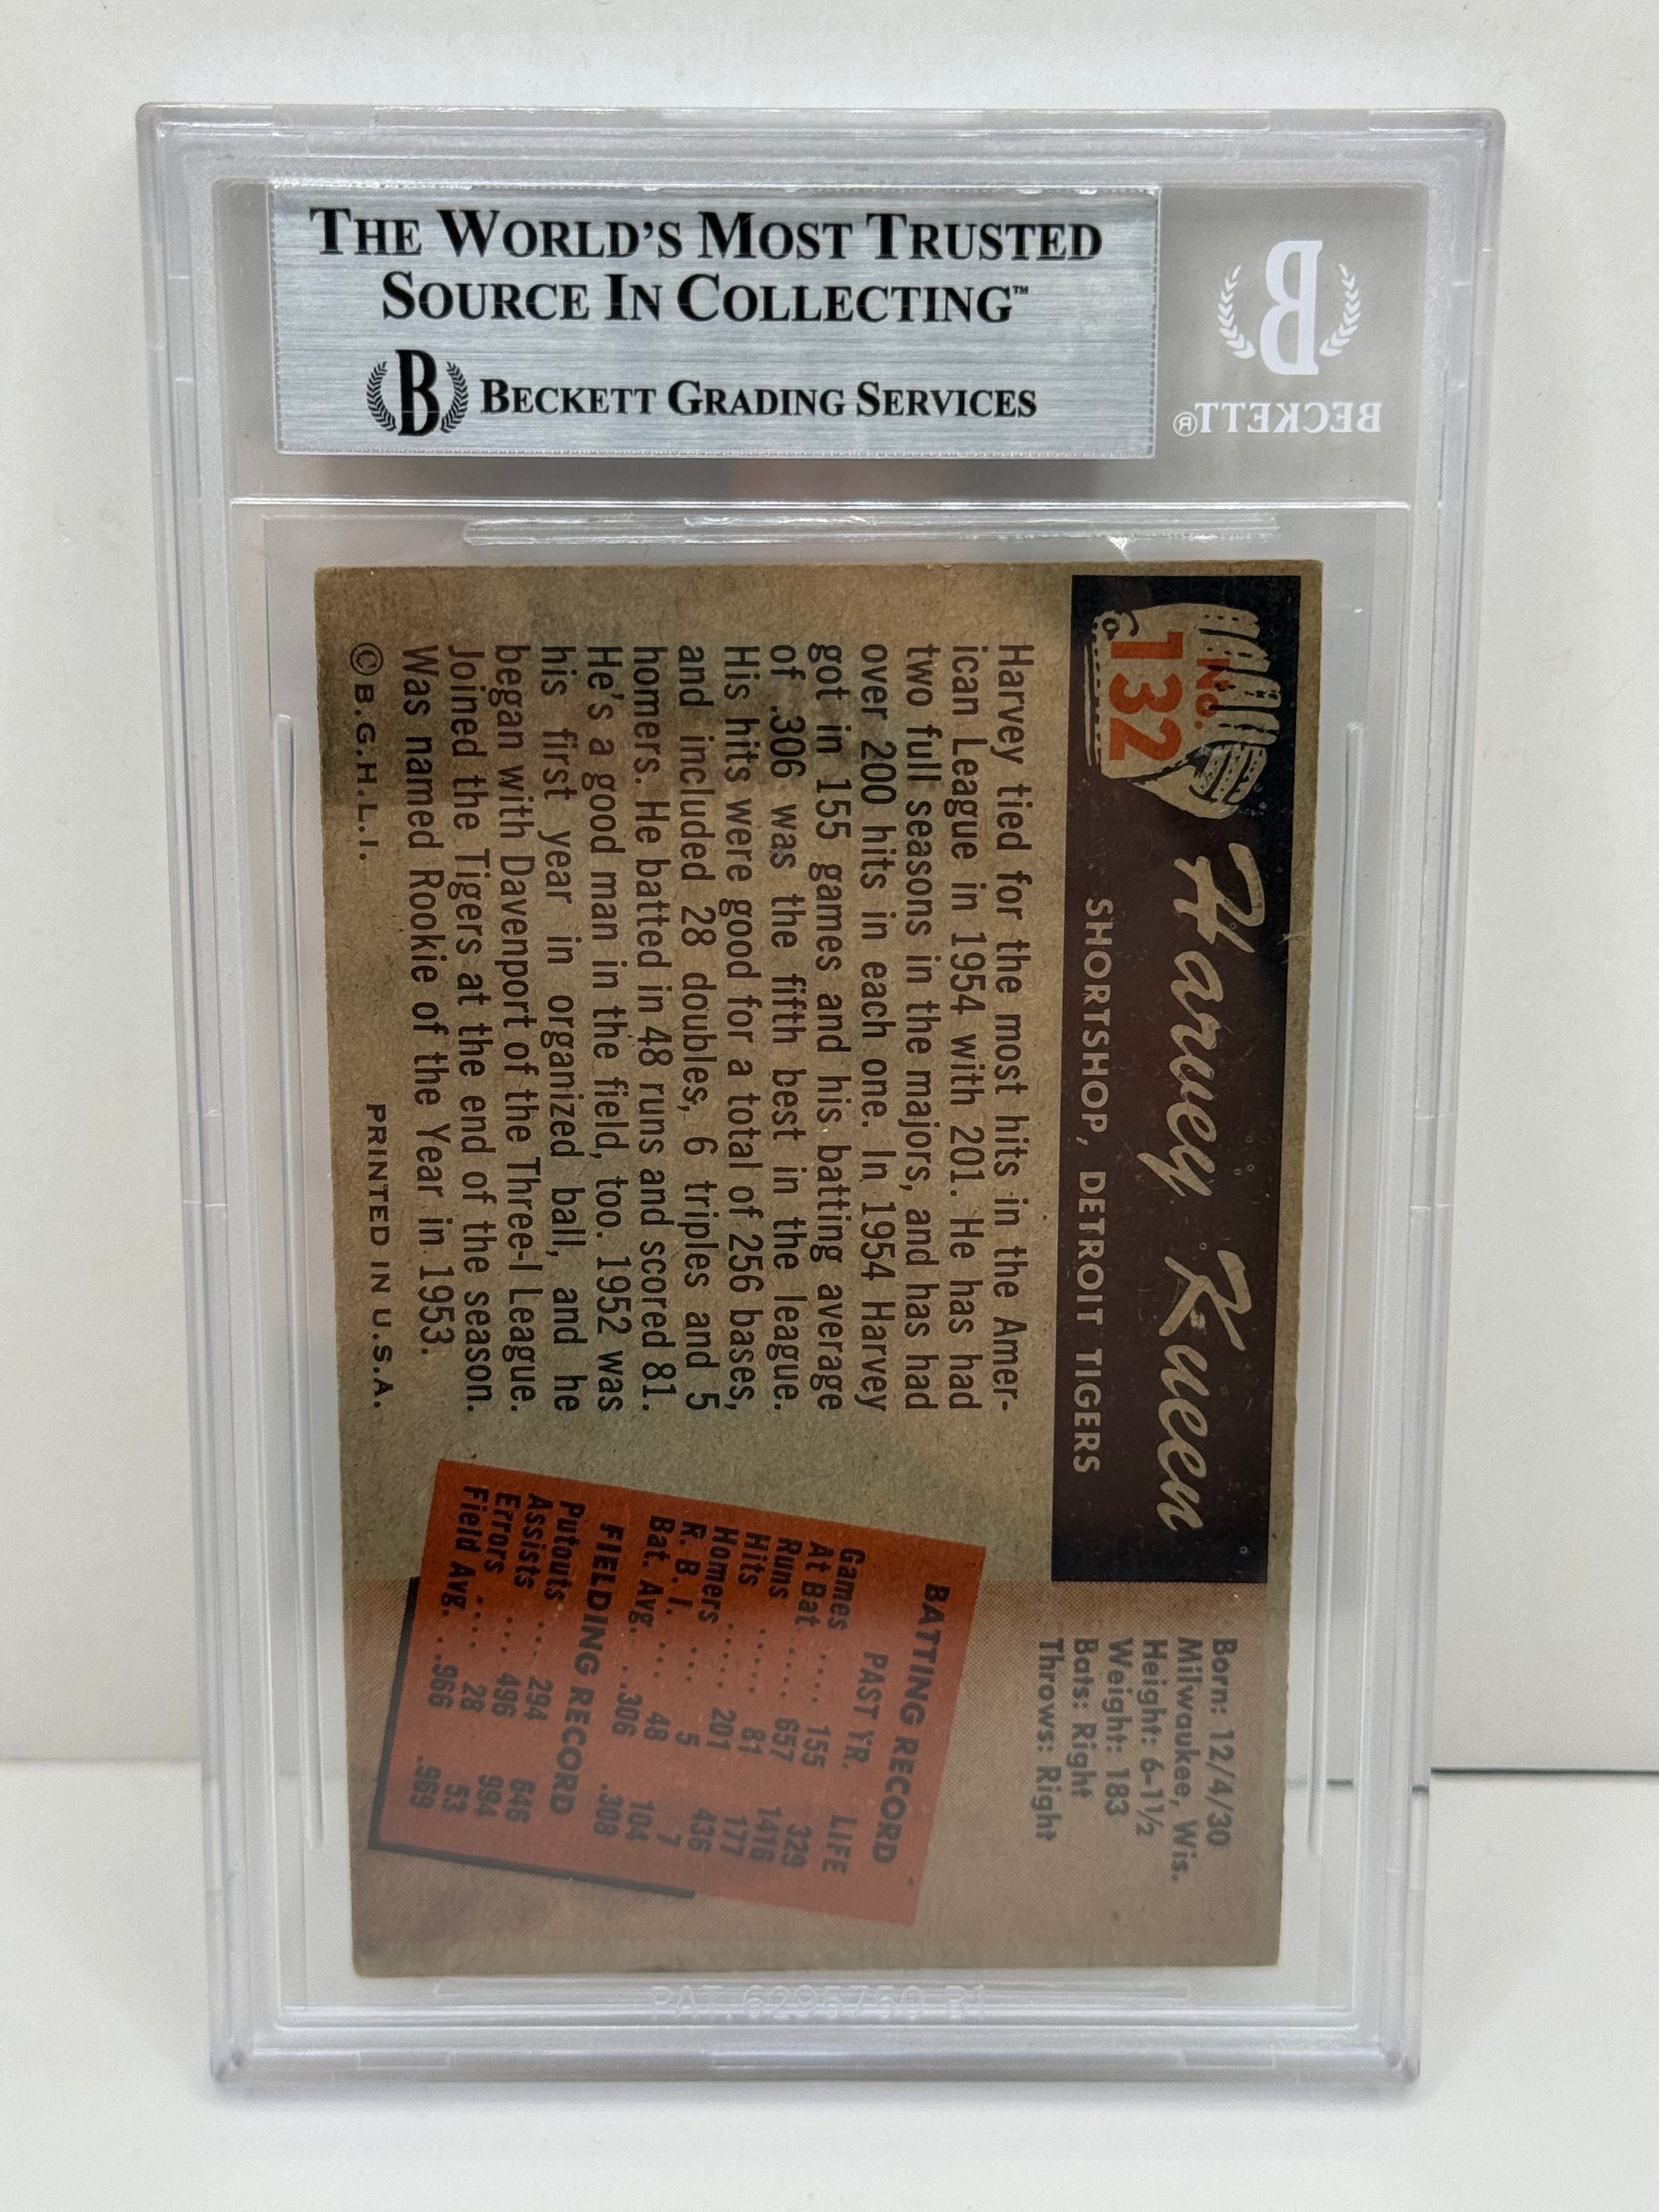 THE WORLD'S MOST TRUSTED
SOURCE IN COLLECTING™
B BECKETT GRADING SERVICES
B
BECKETT®
No.
132
Harvey Kueen
SHORTSHOP, DETROIT TIGERS
Born: 12/4/30
Milwaukee, Wis.
Height: 6-1½
Weight: 183
Bats: Right
Throws: Right
Harvey tied for the most hits in the Amer-
ican League in 1954 with 201. He has had
two full seasons in the majors, and has had
over 200 hits in each one. In 1954 Harvey
got in 155 games and his batting average
of .306 was the fifth best in the league.
His hits were good for a total of 256 bases,
and included 28 doubles, 6 triples and 5
homers. He batted in 48 runs and scored 81.
He's a good man in the field, too. 1952 was
his first year in organized ball, and he
began with Davenport of the Three-I League.
Joined the Tigers at the end of the season.
Was named Rookie of the Year in 1953.
© B.G.H.L.I. PRINTED IN U.S.A.
BATTING RECORD
PAST YR. LIFE
Games .... 155 329
At Bat .... 657 1416
Runs ..... 81 177
Hits ..... 201 436
Homers ..... 5 7
R. B. I. .... 48 104
Bat. Avg. .. .306 .308
FIELDING RECORD
Putouts .... 294 646
Assists .... 496 994
Errors .... 28 53
Field Avg. .. .966 .969
PAT. 6295750 B1